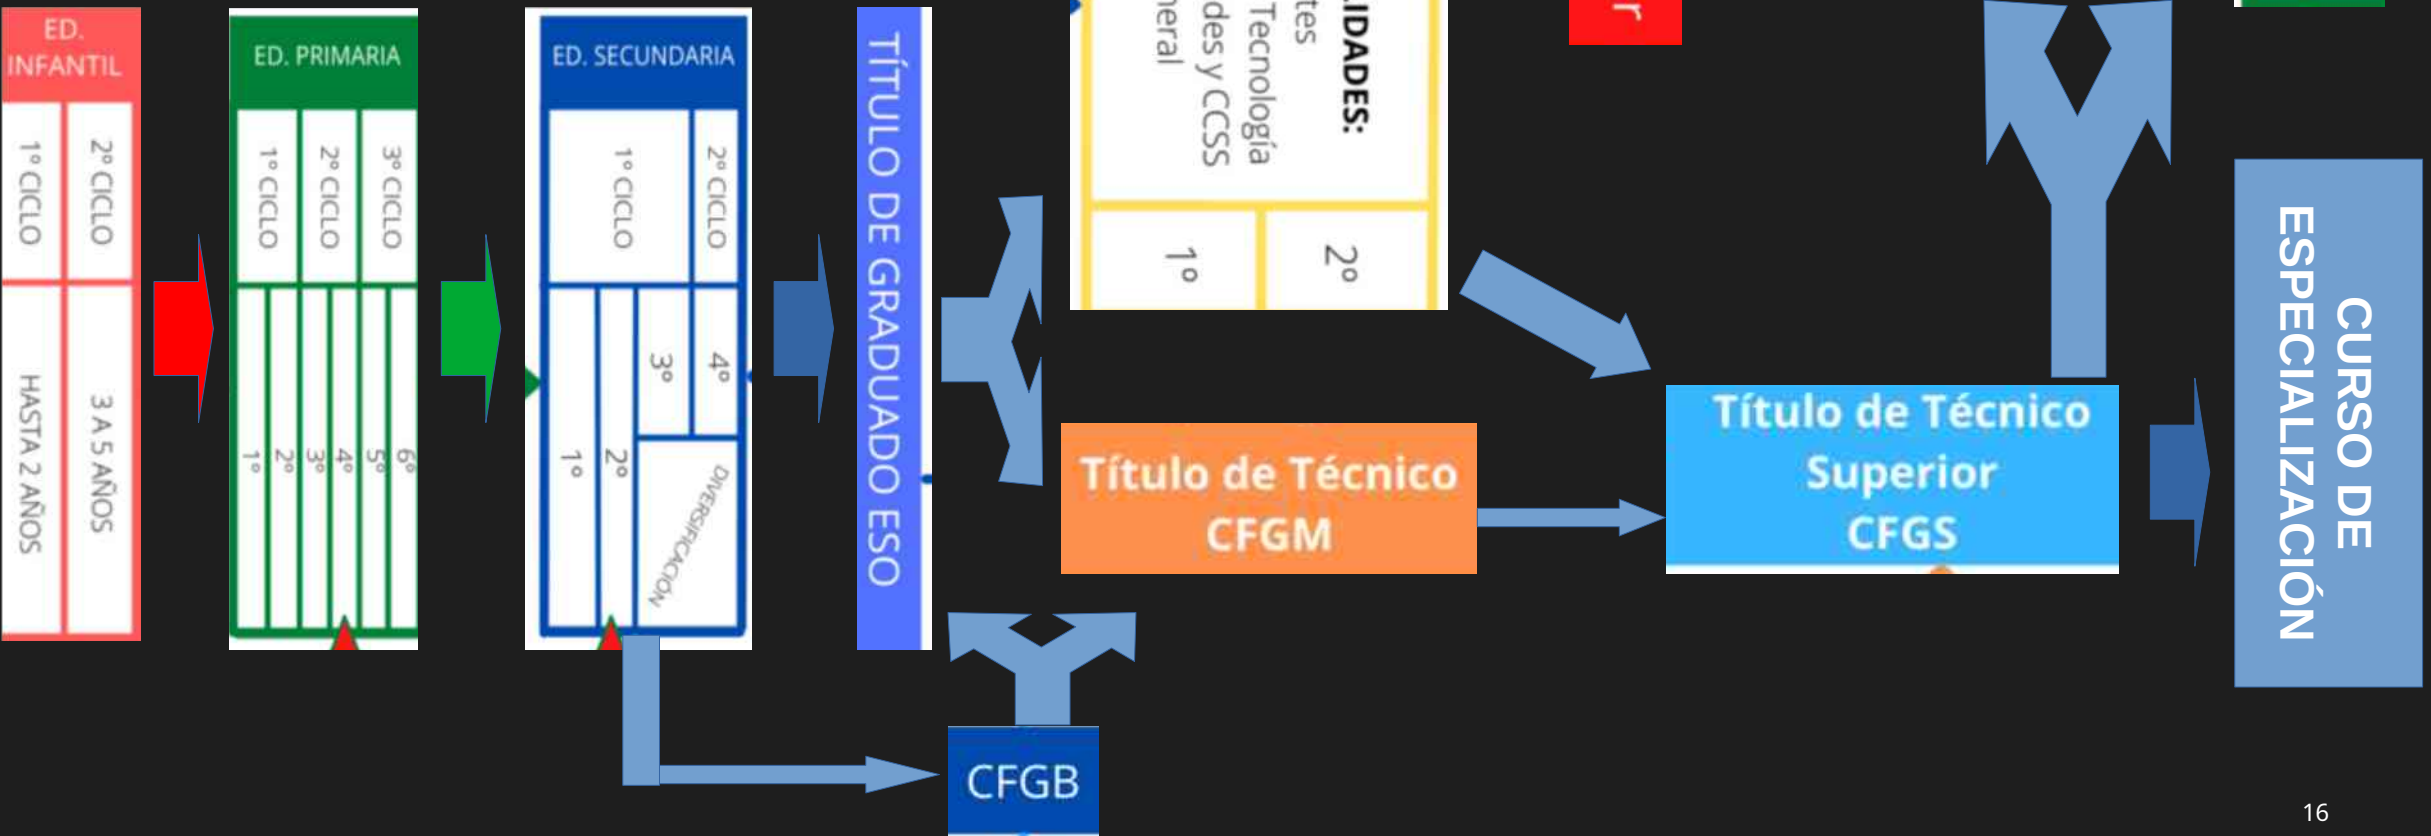 ED.
INFANTIL
1º CICLO
2º CICLO
HASTA 2 AÑOS
3 A 5 AÑOS
ED. PRIMARIA
1º CICLO
2º CICLO
3º CICLO
1º
2º
3º
4º
5º
6º
ED. SECUNDARIA
1º CICLO
2º CICLO
1º
2º
3º
4º
DIVERSIFICACIÓN
TÍTULO DE GRADUADO ESO
LIDADES:
tes
Tecnología
des y CCSS
neral
1º
2º
r
Título de Técnico
CFGM
Título de Técnico
Superior
CFGS
CURSO DE
ESPECIALIZACIÓN
CFGB
16